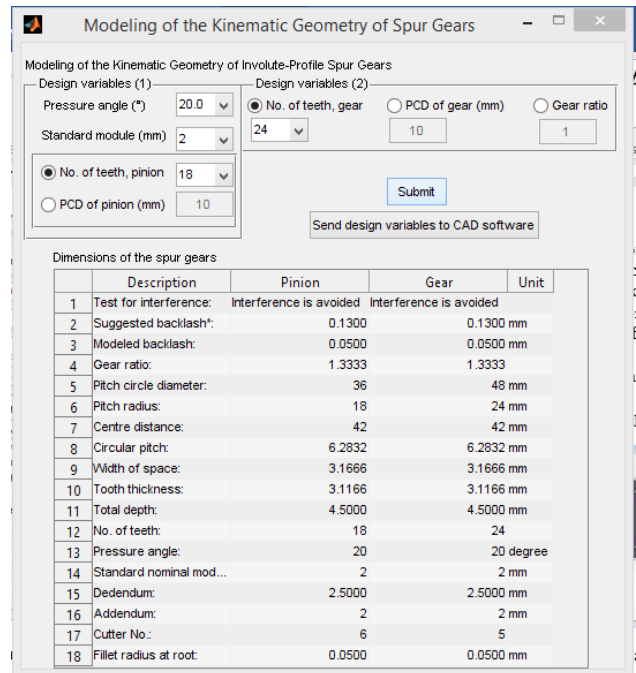 Modeling of the Kinematic Geometry of Spur Gears
Modeling of the Kinematic Geometry of Involute-Profile Spur Gears
Design variables (1)
Pressure angle (°) 20.0
Standard module (mm) 2
No. of teeth, pinion 18
PCD of pinion (mm) 10
Design variables (2)
No. of teeth, gear PCD of gear (mm) Gear ratio
24 10 1
Submit
Send design variables to CAD software
Dimensions of the spur gears
Description Pinion Gear Unit
1 Test for interference: Interference is avoided Interference is avoided
2 Suggested backlash*: 0.1300 0.1300 mm
3 Modeled backlash: 0.0500 0.0500 mm
4 Gear ratio: 1.3333 1.3333
5 Pitch circle diameter: 36 48 mm
6 Pitch radius: 18 24 mm
7 Centre distance: 42 42 mm
8 Circular pitch: 6.2832 6.2832 mm
9 Width of space: 3.1666 3.1666 mm
10 Tooth thickness: 3.1166 3.1166 mm
11 Total depth: 4.5000 4.5000 mm
12 No. of teeth: 18 24
13 Pressure angle: 20 20 degree
14 Standard nominal mod... 2 2 mm
15 Dedendum: 2.5000 2.5000 mm
16 Addendum: 2 2 mm
17 Cutter No.: 6 5
18 Fillet radius at root: 0.0500 0.0500 mm